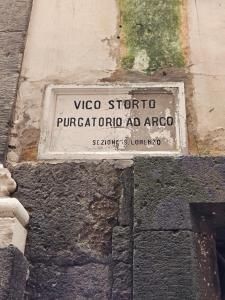 VICO STORTO
PURGATORIO AD ARCO
SEZIONE S. LORENZO